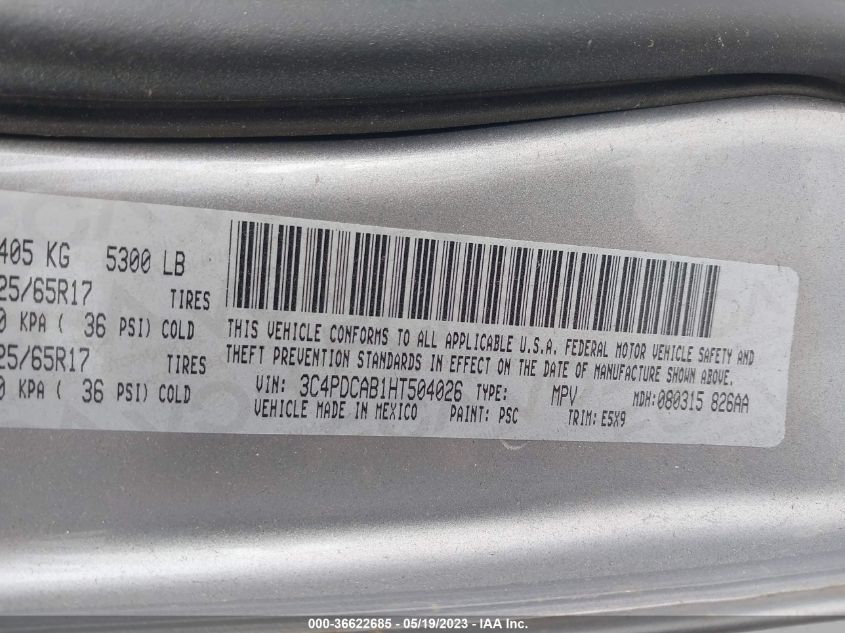 405 KG 5300 LB
25/65R17 TIRES
0 KPA ( 36 PSI) COLD
25/65R17 TIRES
0 KPA ( 36 PSI) COLD
THIS VEHICLE CONFORMS TO ALL APPLICABLE U.S.A. FEDERAL MOTOR VEHICLE SAFETY AND
THEFT PREVENTION STANDARDS IN EFFECT ON THE DATE OF MANUFACTURE SHOWN ABOVE.
VIN: 3C4PDCAB1HT504026 TYPE: MPV MDH:080315 826AA
VEHICLE MADE IN MEXICO PAINT: PSC TRIM: E5X9
000-36622685 - 05/19/2023 - IAA Inc.